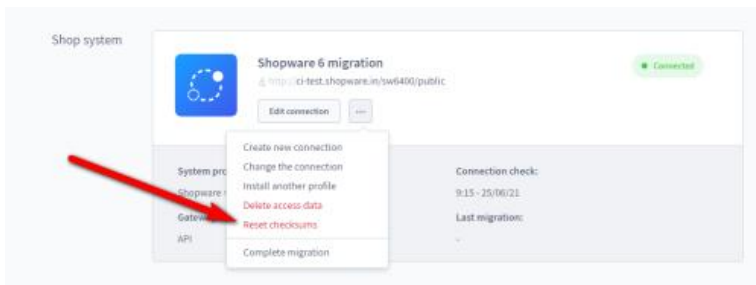 Shop system
Shopware 6 migration
ci-test.shopware.in/sw6400/public
Connected
Edit connection
...
Create new connection
Change the connection
Install another profile
Delete access data
Reset checksums
Complete migration
System pro
Connection check:
Shopware
9:15 - 25/06/21
Gatew
Last migration:
API
-